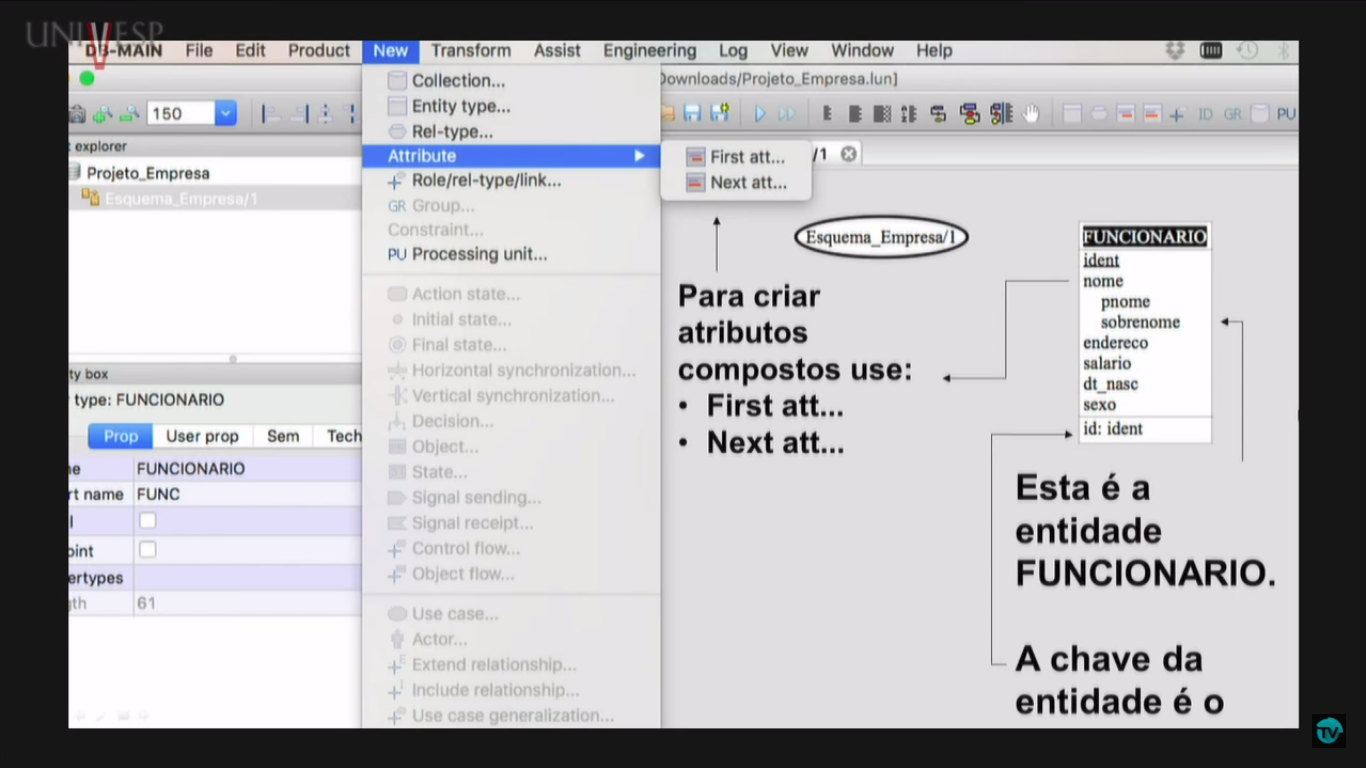 UNIVESP
DB-MAIN File Edit Product New Transform Assist Engineering Log View Window Help
Downloads/Projeto_Empresa.lun]
150
ID GR PU
explorer
/1
Projeto_Empresa
Esquema_Empresa/1
Collection...
Entity type...
Rel-type...
Attribute
Role/rel-type/link...
GR Group...
Constraint...
PU Processing unit...
Action state...
Initial state...
Final state...
Horizontal synchronization...
Vertical synchronization...
Decision...
Object...
State...
Signal sending...
Signal receipt...
Control flow...
Object flow...
Use case...
Actor...
Extend relationship...
Include relationship...
Use case generalization...
First att...
Next att...
ty box
type: FUNCIONARIO
Prop User prop Sem Tech
e FUNCIONARIO
rt name FUNC
l
oint
ertypes
gth 61
Esquema_Empresa/1
Para criar
atributos
compostos use:
• First att...
• Next att...
FUNCIONARIO
ident
nome
pnome
sobrenome
endereco
salario
dt_nasc
sexo
id: ident
Esta é a
entidade
FUNCIONARIO.
A chave da
entidade é o
TV